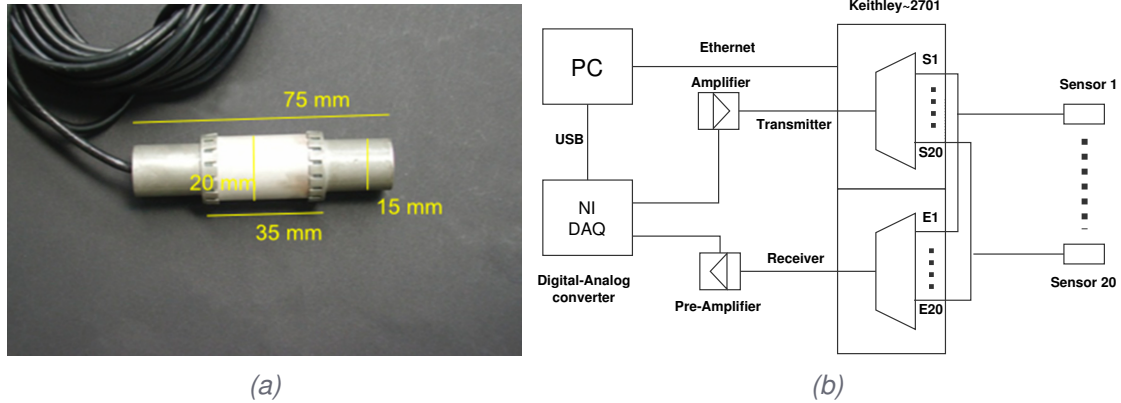 75 mm
20 mm
15 mm
35 mm
(a)
Keithley~2701
PC
Ethernet
S1
Amplifier
Sensor 1
Transmitter
USB
S20
NI
DAQ
E1
Receiver
Digital-Analog
converter
Pre-Amplifier
E20
Sensor 20
(b)